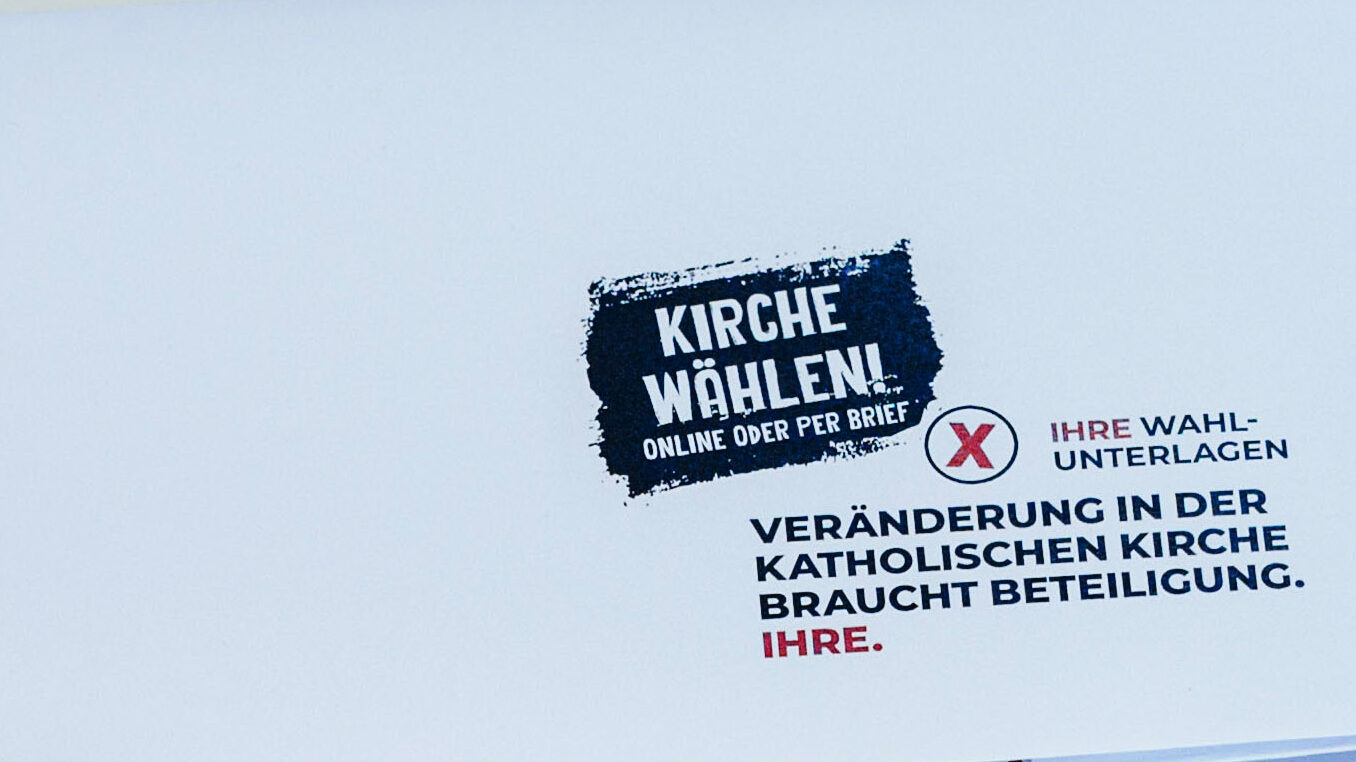 KIRCHE
WÄHLEN!
ONLINE ODER PER BRIEF
X
IHRE WAHL-
UNTERLAGEN
VERÄNDERUNG IN DER
KATHOLISCHEN KIRCHE
BRAUCHT BETEILIGUNG.
IHRE.